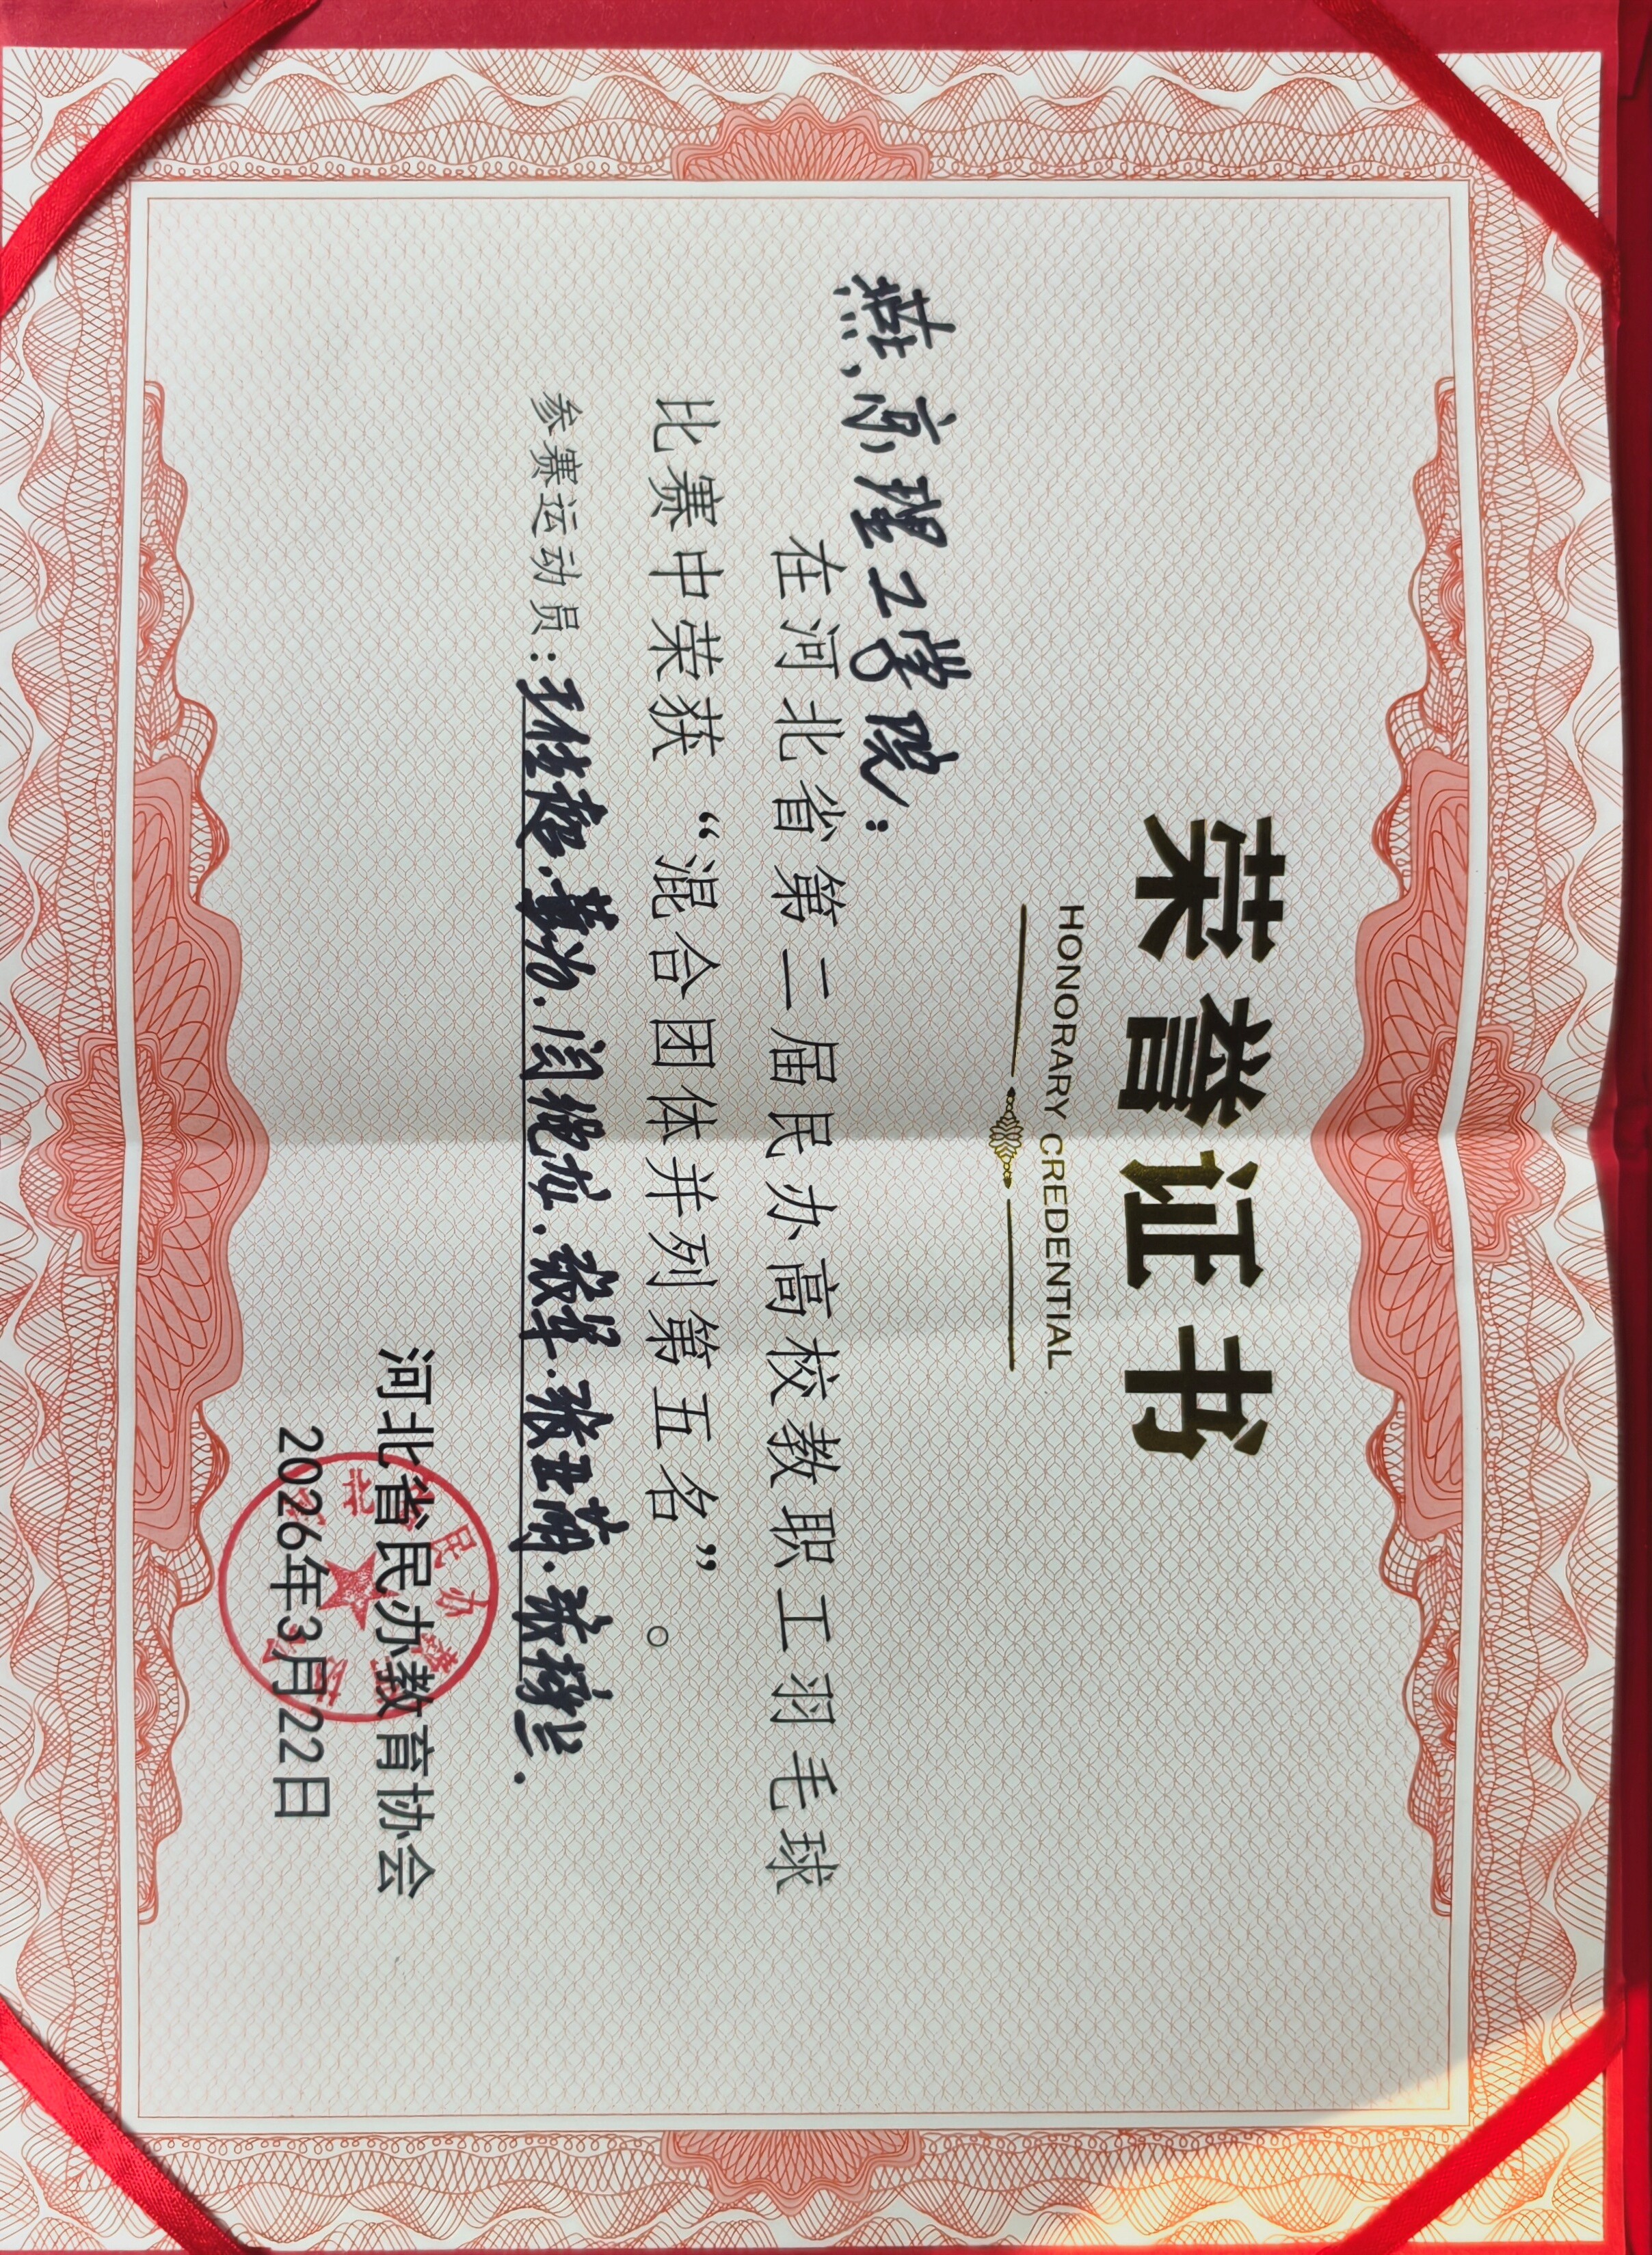 荣誉证书
HONORARY CREDENTIAL
燕京理工学院:
在河北省第二届民办高校教职工羽毛球
比赛中荣获“混合团体并列第五名”。
参赛运动员:
河北省民办教育协会
2026年3月22日